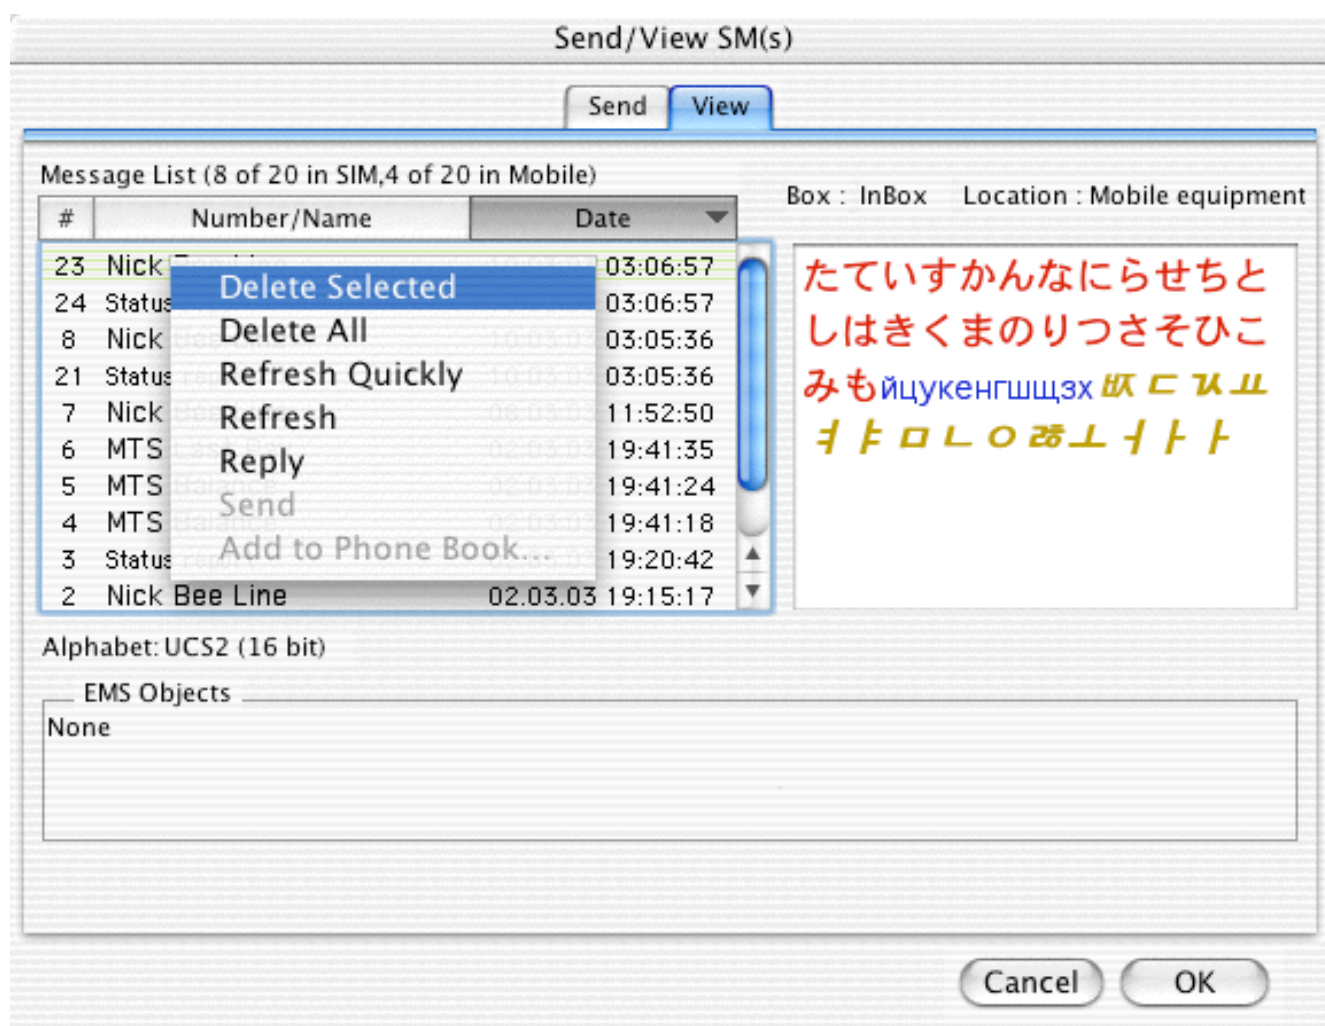 Send/View SM(s)
Send
View
Message List (8 of 20 in SIM,4 of 20 in Mobile)
Box : InBox Location : Mobile equipment
# Number/Name Date
23 Nick 03:06:57
24 Status 03:06:57
8 Nick 03:05:36
21 Status 03:05:36
7 Nick 11:52:50
6 MTS 19:41:35
5 MTS 19:41:24
4 MTS 19:41:18
3 Status 19:20:42
2 Nick Bee Line 02.03.03 19:15:17
Delete Selected
Delete All
Refresh Quickly
Refresh
Reply
Send
Add to Phone Book...
たていすかんなにらせちと
しはきくまのりつさそひこ
みもйцукенгшщзх ㄷ ㅛ
ㅕ ㅑ ㅁ ㄴ ㅇ ㅗ ㅓ ㅏ ㅏ
Alphabet: UCS2 (16 bit)
EMS Objects
None
Cancel
OK